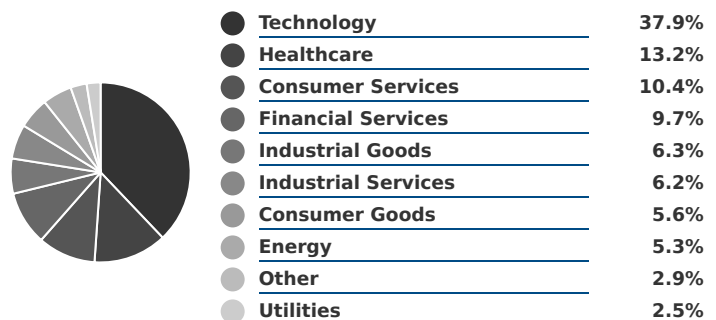 Technology 37.9%
Healthcare 13.2%
Consumer Services 10.4%
Financial Services 9.7%
Industrial Goods 6.3%
Industrial Services 6.2%
Consumer Goods 5.6%
Energy 5.3%
Other 2.9%
Utilities 2.5%